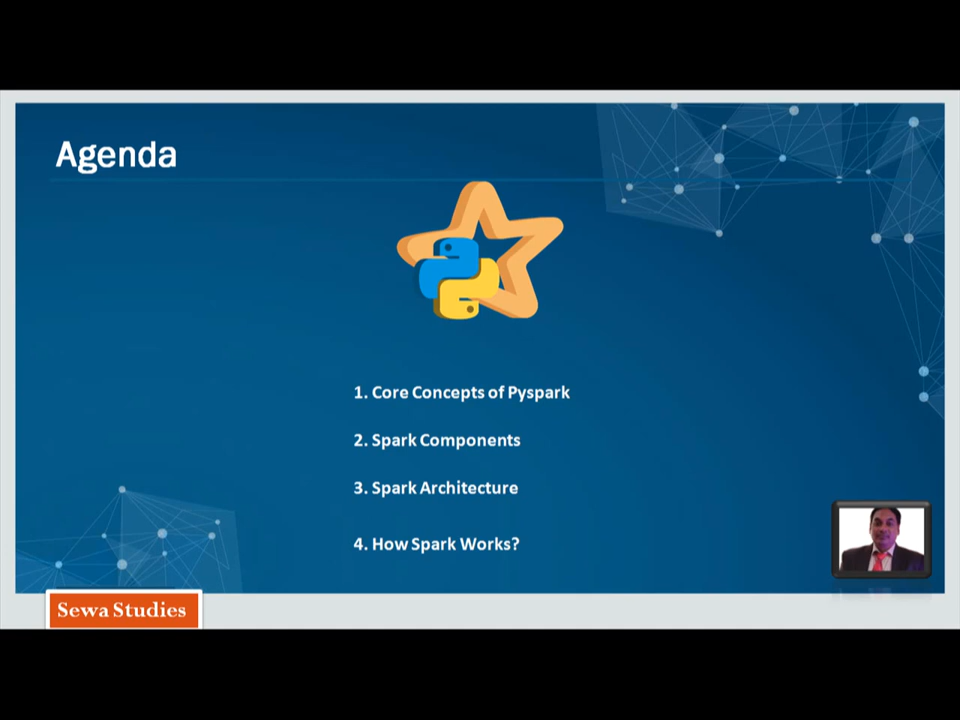 Agenda
1. Core Concepts of Pyspark
2. Spark Components
3. Spark Architecture
4. How Spark Works?
Sewa Studies